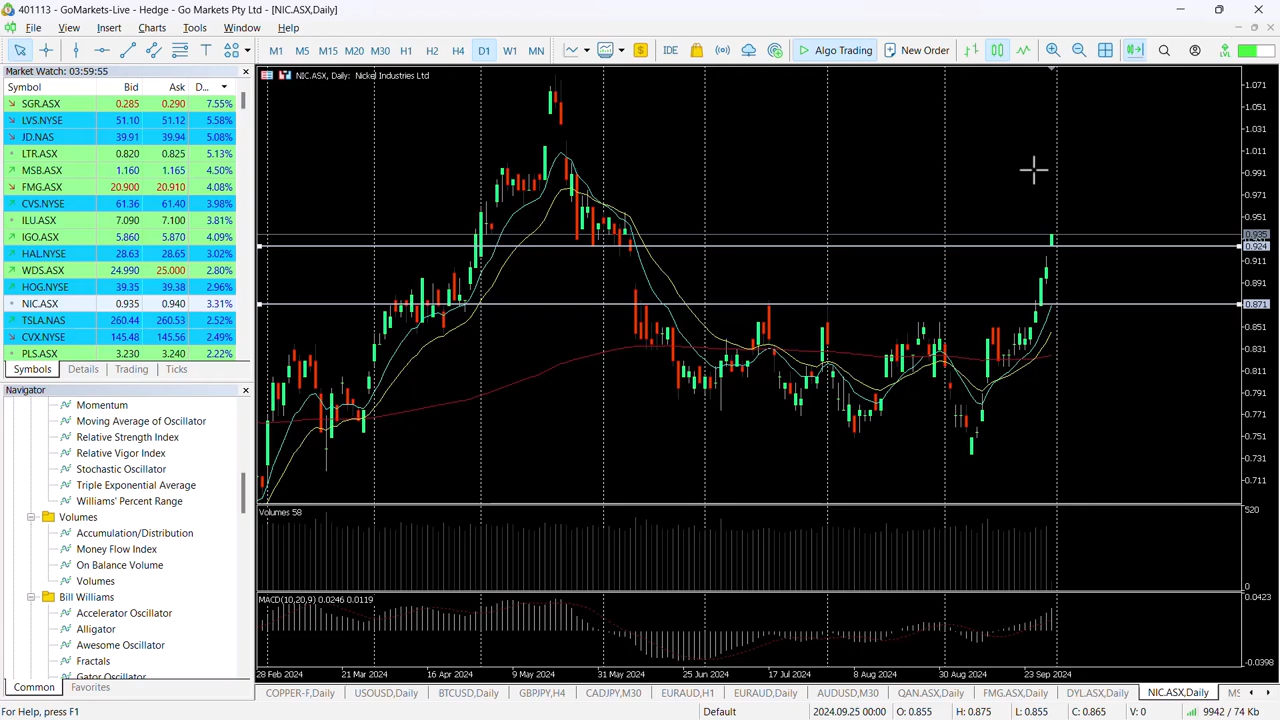 401113 - GoMarkets-Live - Hedge - Go Markets Pty Ltd - [NIC.ASX,Daily]
File View Insert Charts Tools Window Help
M1 M5 M15 M20 M30 H1 H2 H4 D1 W1 MN $ IDE Algo Trading New Order LVL
Market Watch: 03:59:55
Symbol Bid Ask D...
SGR.ASX 0.285 0.290 7.55%
LVS.NYSE 51.10 51.12 5.58%
JD.NAS 39.91 39.94 5.08%
LTR.ASX 0.820 0.825 5.13%
MSB.ASX 1.160 1.165 4.50%
FMG.ASX 20.900 20.910 4.08%
CVS.NYSE 61.36 61.40 3.98%
ILU.ASX 7.090 7.100 3.81%
IGO.ASX 5.860 5.870 4.09%
HAL.NYSE 28.63 28.65 3.02%
WDS.ASX 24.990 25.000 2.80%
HOG.NYSE 39.35 39.38 2.96%
NIC.ASX 0.935 0.940 3.31%
TSLA.NAS 260.44 260.53 2.52%
CVX.NYSE 145.48 145.56 2.49%
PLS.ASX 3.230 3.240 2.22%
Symbols Details Trading Ticks
Navigator
Momentum
Moving Average of Oscillator
Relative Strength Index
Relative Vigor Index
Stochastic Oscillator
Triple Exponential Average
Williams' Percent Range
Volumes
Accumulation/Distribution
Money Flow Index
On Balance Volume
Volumes
Bill Williams
Accelerator Oscillator
Alligator
Awesome Oscillator
Fractals
Gator Oscillator
Common Favorites
NIC.ASX, Daily: Nickel Industries Ltd
1.071
1.051
1.031
1.011
0.991
0.971
0.951
0.935
0.924
0.911
0.891
0.871
0.851
0.831
0.811
0.791
0.771
0.751
0.731
0.711
Volumes 58
520
0
MACD(10,20,9) 0.0246 0.0119
0.0423
-0.0398
28 Feb 2024 21 Mar 2024 16 Apr 2024 9 May 2024 31 May 2024 25 Jun 2024 17 Jul 2024 8 Aug 2024 30 Aug 2024 23 Sep 2024
COPPER-F,Daily USOUSD,Daily BTCUSD,Daily GBPJPY,H4 CADJPY,M30 EURAUD,H1 EURAUD,Daily AUDUSD,M30 QAN.ASX,Daily FMG.ASX,Daily DYL.ASX,Daily NIC.ASX,Daily MS
For Help, press F1 Default 2024.09.25 00:00 O: 0.855 H: 0.875 L: 0.855 C: 0.865 V: 0 9942 / 74 Kb